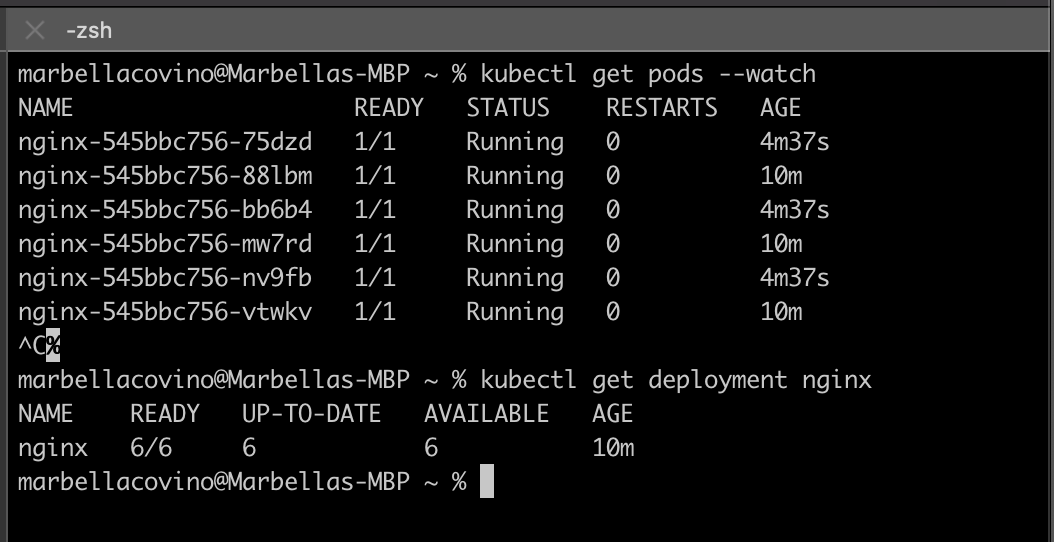 -zsh
marbellacovino@Marbellas-MBP ~ % kubectl get pods --watch
NAME                    READY   STATUS    RESTARTS   AGE
nginx-545bbc756-75dzd   1/1     Running   0          4m37s
nginx-545bbc756-88lbm   1/1     Running   0          10m
nginx-545bbc756-bb6b4   1/1     Running   0          4m37s
nginx-545bbc756-mw7rd   1/1     Running   0          10m
nginx-545bbc756-nv9fb   1/1     Running   0          4m37s
nginx-545bbc756-vtwkv   1/1     Running   0          10m
^C%
marbellacovino@Marbellas-MBP ~ % kubectl get deployment nginx
NAME    READY   UP-TO-DATE   AVAILABLE   AGE
nginx   6/6     6            6           10m
marbellacovino@Marbellas-MBP ~ %